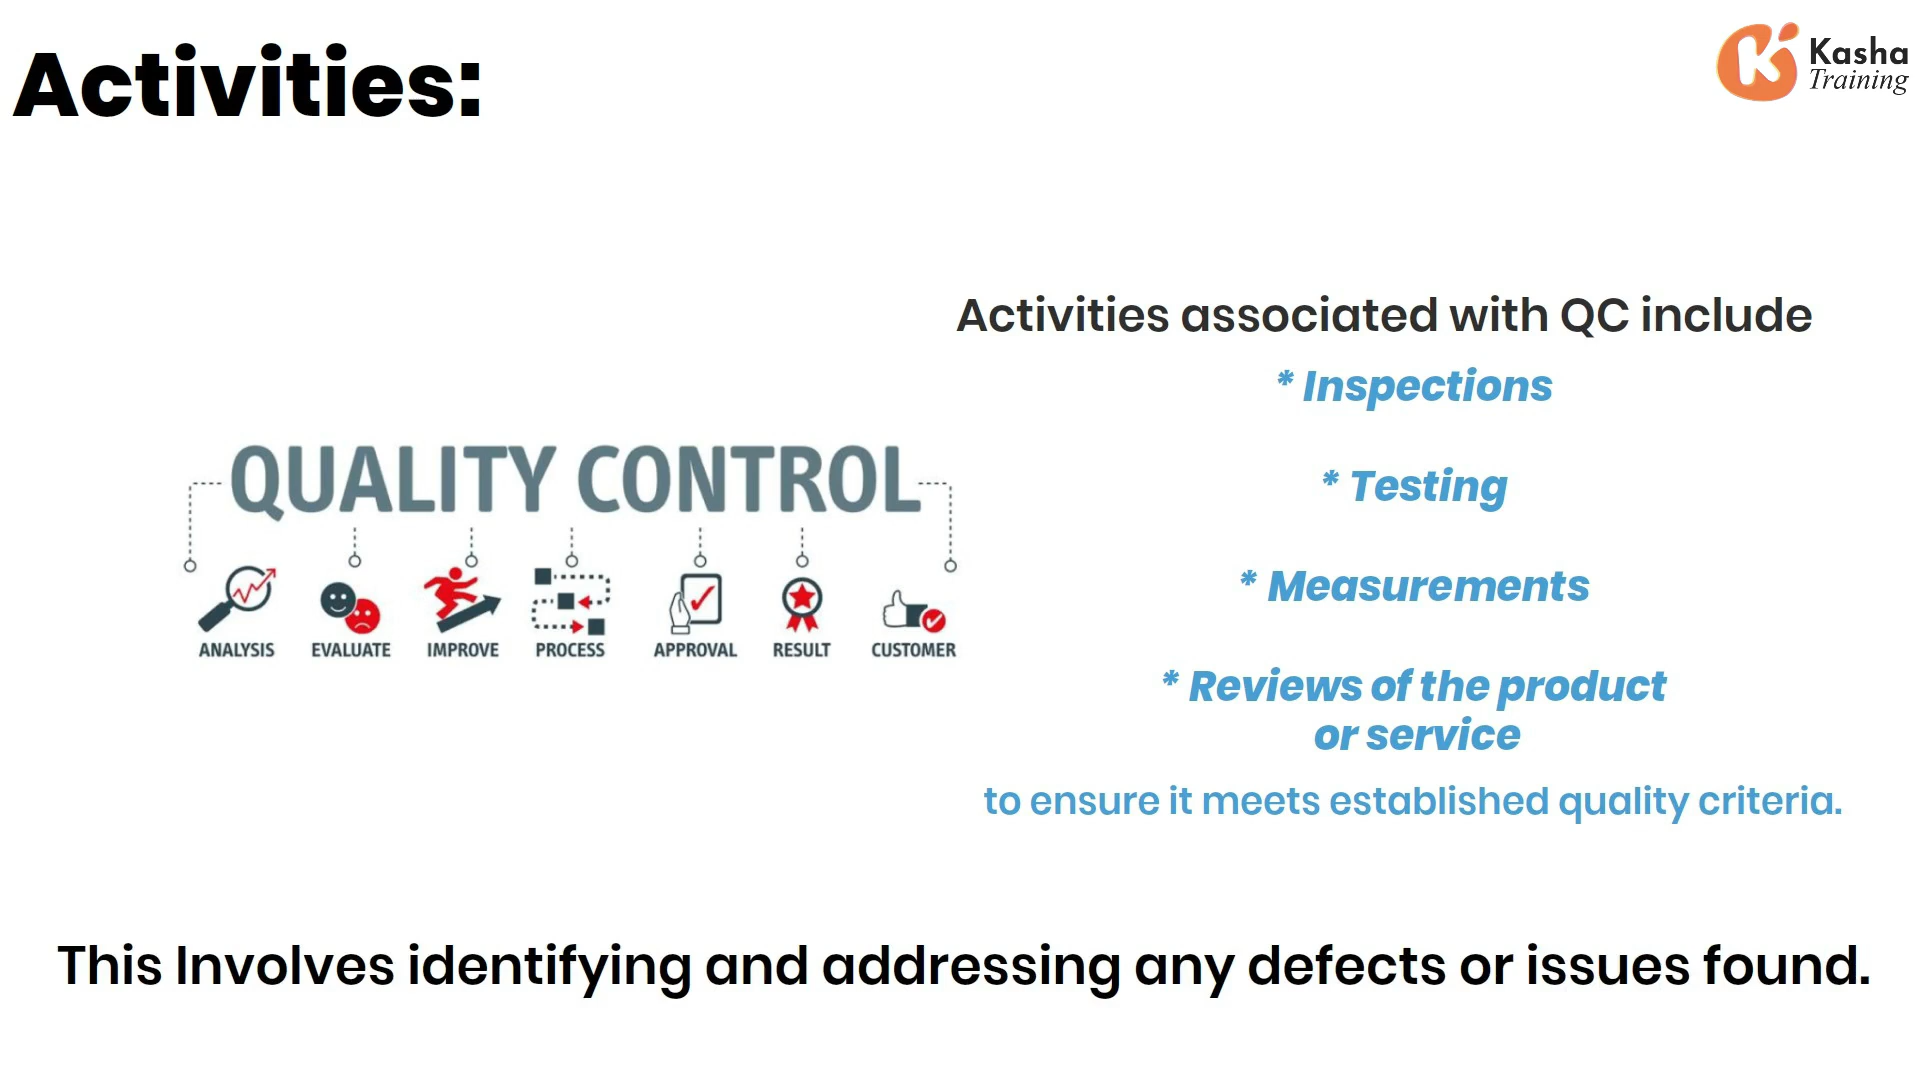 Activities:
Kasha
Training
Activities associated with QC include
* Inspections
* Testing
* Measurements
* Reviews of the product
or service
to ensure it meets established quality criteria.
QUALITY CONTROL
ANALYSIS EVALUATE IMPROVE PROCESS APPROVAL RESULT CUSTOMER
This Involves identifying and addressing any defects or issues found.